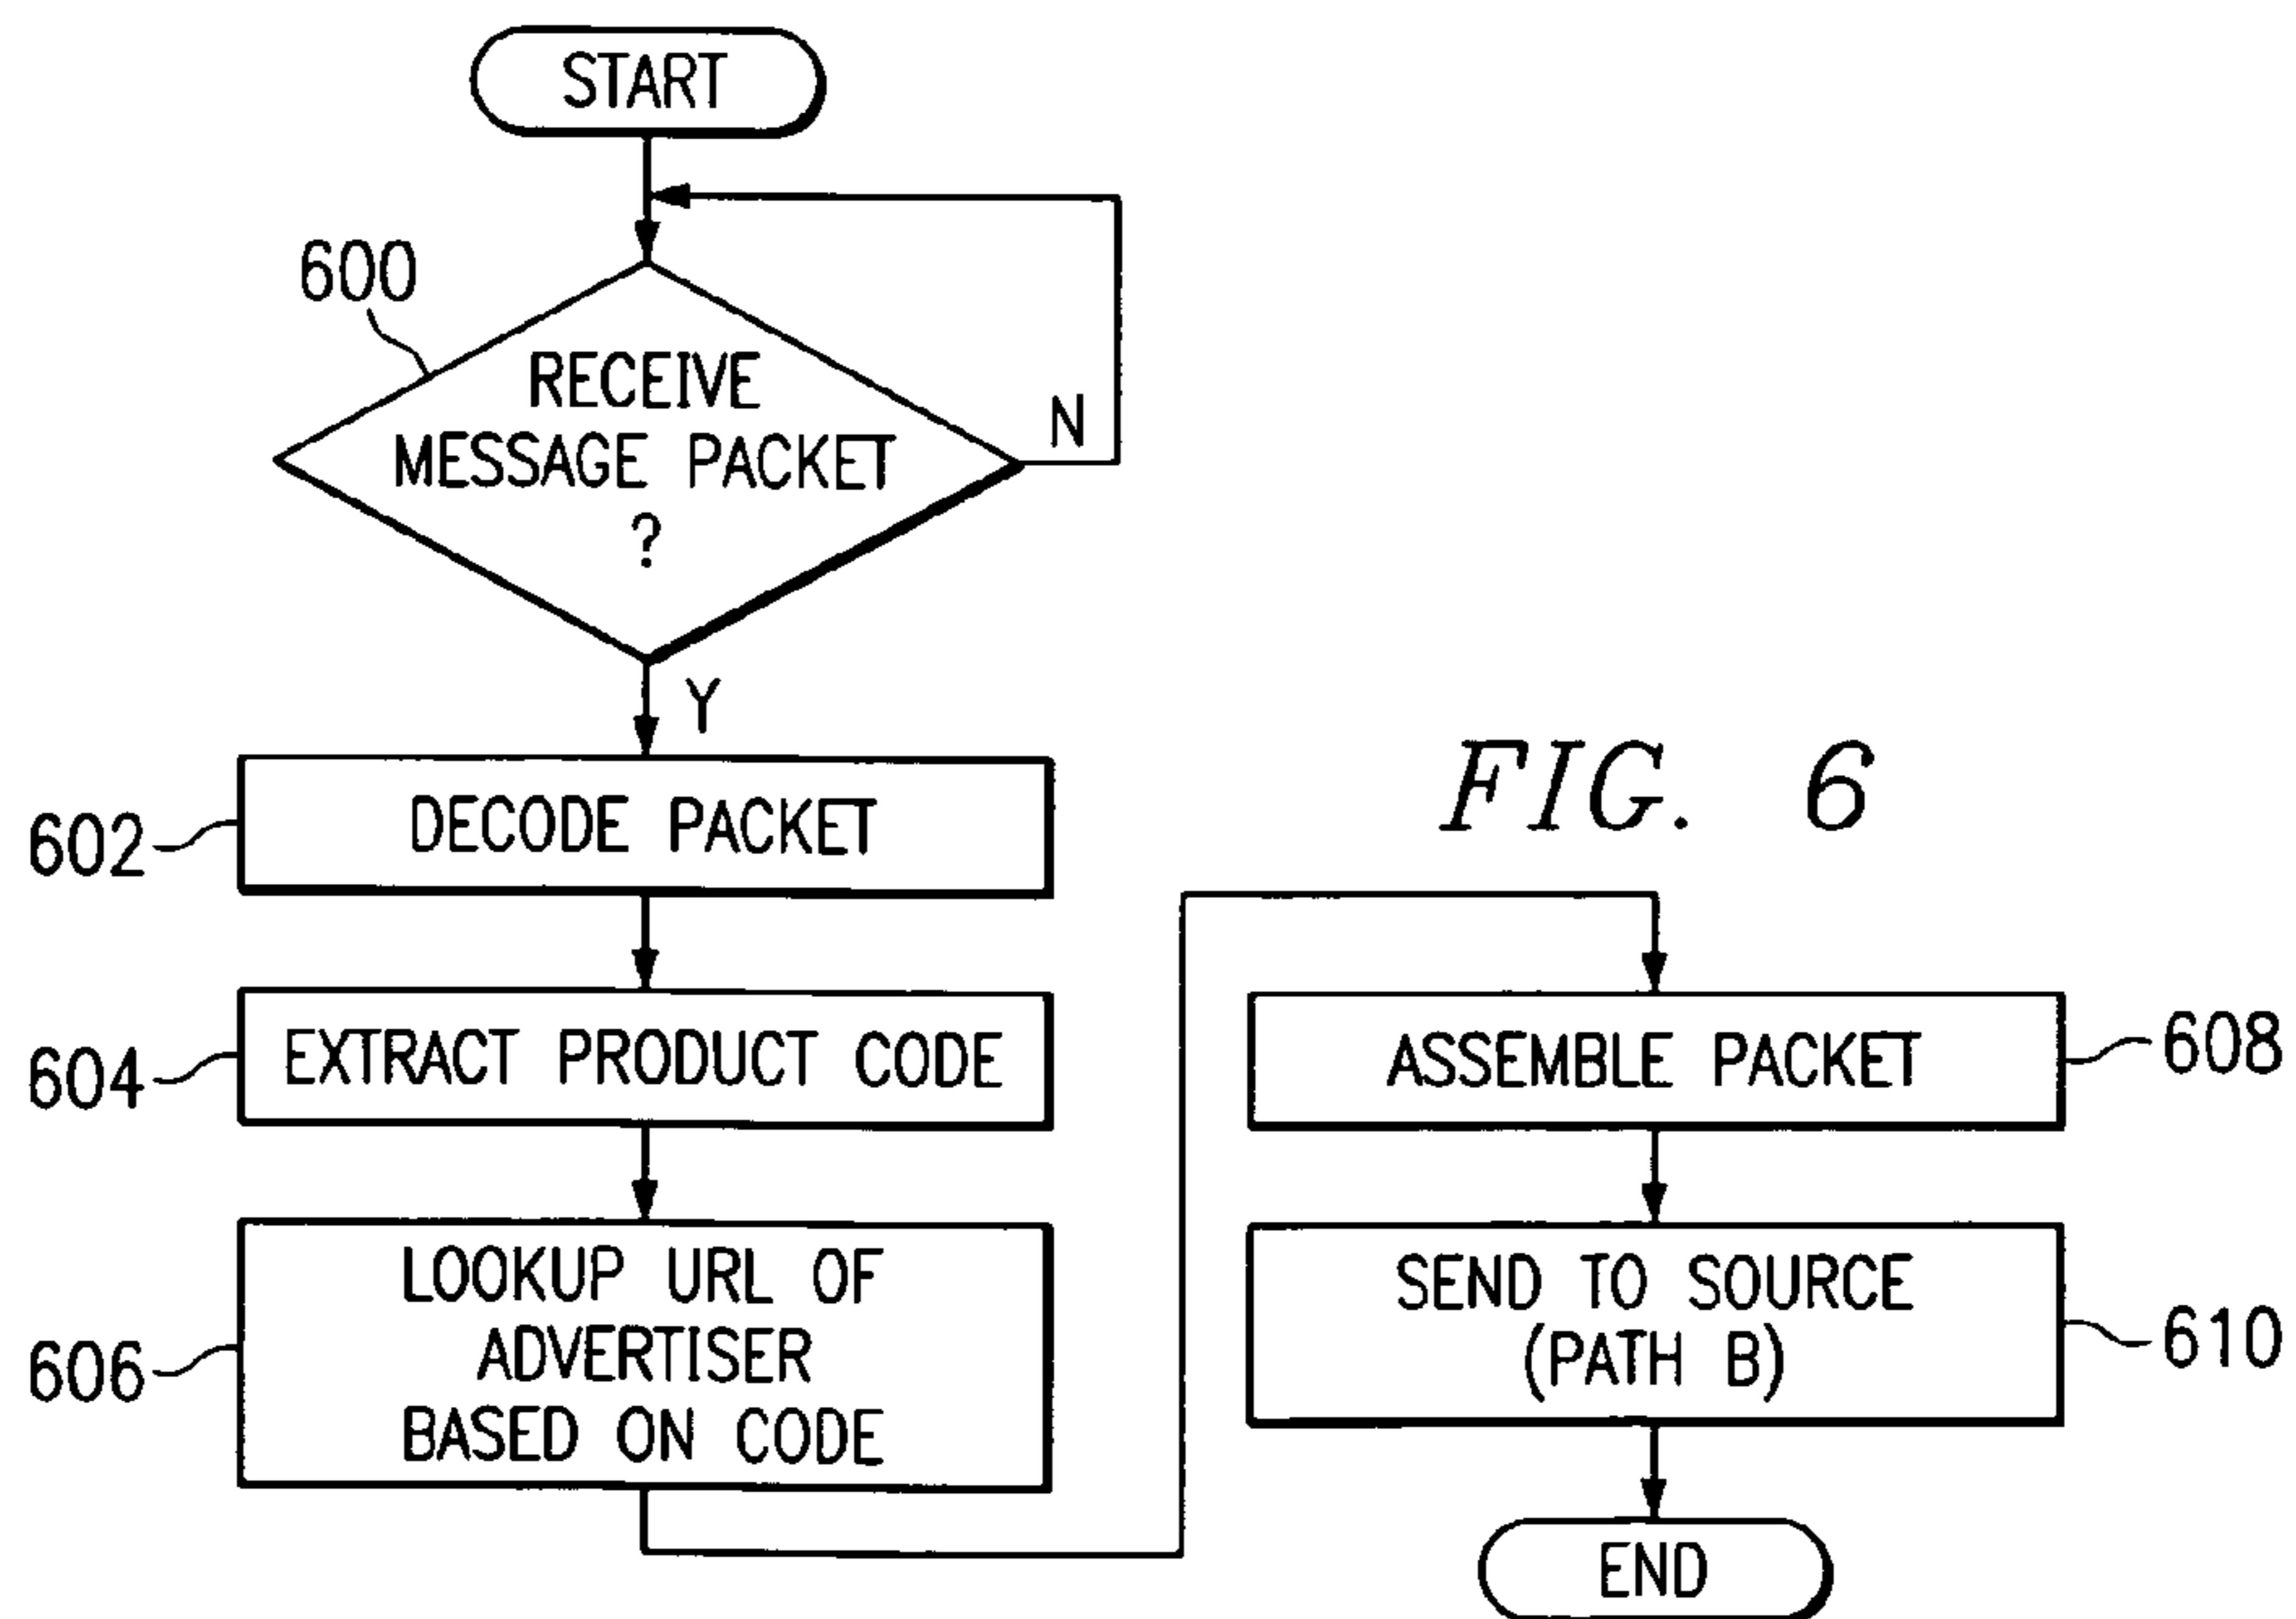 START
600
RECEIVE
MESSAGE PACKET
?
N
Y
602
DECODE PACKET
604
EXTRACT PRODUCT CODE
606
LOOKUP URL OF
ADVERTISER
BASED ON CODE
FIG. 6
ASSEMBLE PACKET
608
SEND TO SOURCE
(PATH B)
610
END